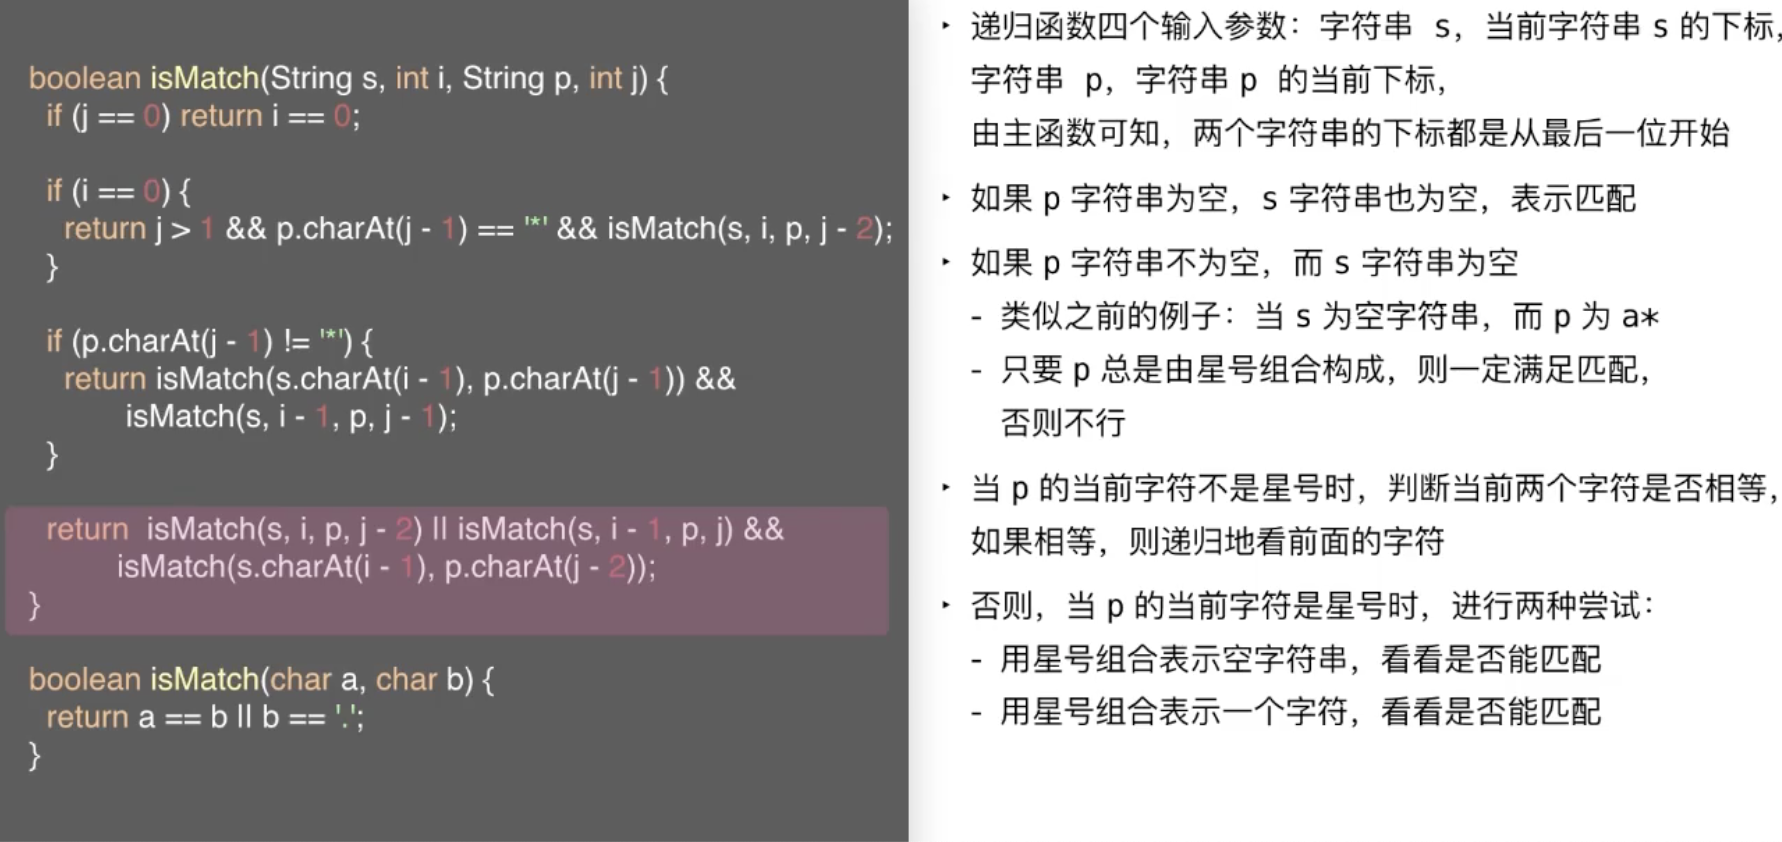 boolean isMatch(String s, int i, String p, int j) {
if (j == 0) return i == 0;
if (i == 0) {
return j > 1 && p.charAt(j - 1) == '*' && isMatch(s, i, p, j - 2);
}
if (p.charAt(j - 1) != '*') {
return isMatch(s.charAt(i - 1), p.charAt(j - 1)) &&
isMatch(s, i - 1, p, j - 1);
}
return isMatch(s, i, p, j - 2) || isMatch(s, i - 1, p, j) &&
isMatch(s.charAt(i - 1), p.charAt(j - 2));
}
boolean isMatch(char a, char b) {
return a == b || b == '.';
}
‣ 递归函数四个输入参数：字符串 s，当前字符串 s 的下标，
字符串 p，字符串 p 的当前下标，
由主函数可知，两个字符串的下标都是从最后一位开始
‣ 如果 p 字符串为空，s 字符串也为空，表示匹配
‣ 如果 p 字符串不为空，而 s 字符串为空
- 类似之前的例子：当 s 为空字符串，而 p 为 a*
- 只要 p 总是由星号组合构成，则一定满足匹配，
否则不行
‣ 当 p 的当前字符不是星号时，判断当前两个字符是否相等，
如果相等，则递归地看前面的字符
‣ 否则，当 p 的当前字符是星号时，进行两种尝试：
- 用星号组合表示空字符串，看看是否能匹配
- 用星号组合表示一个字符，看看是否能匹配